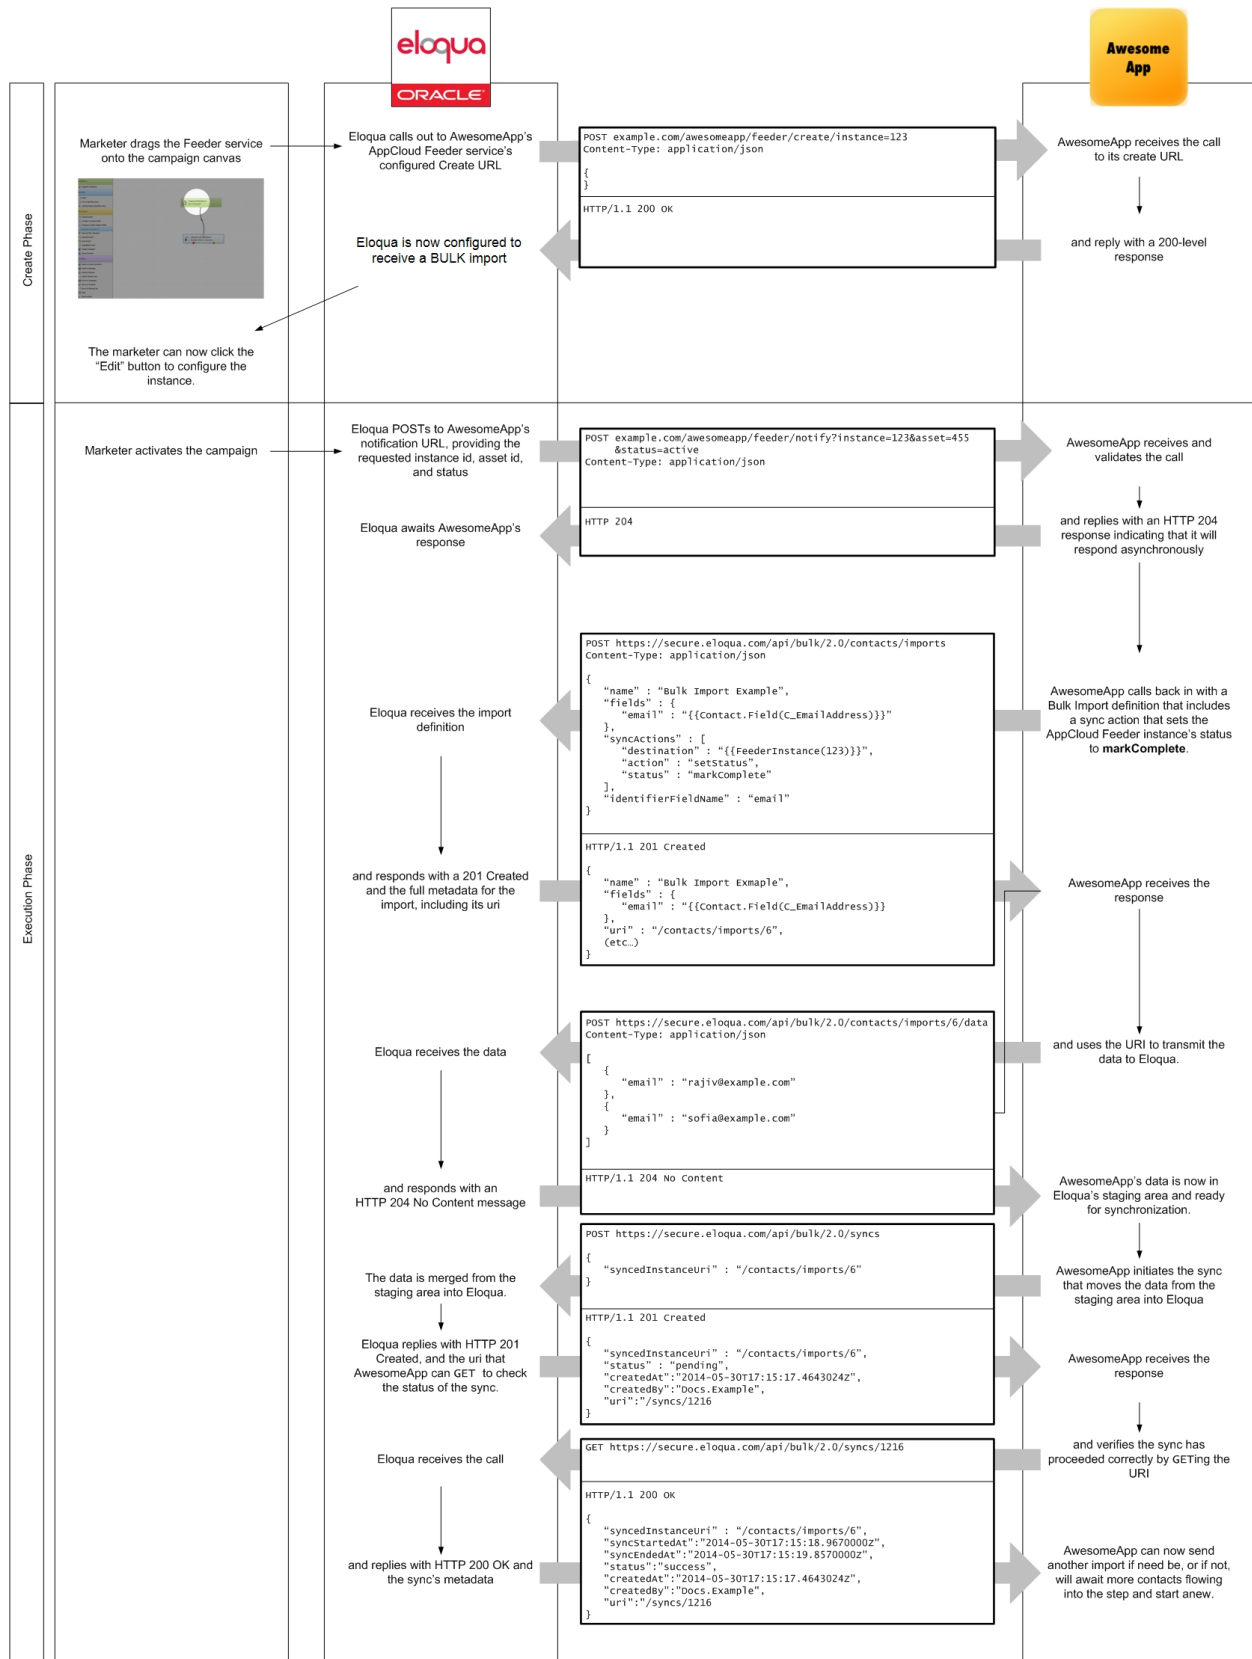 eloqua
ORACLE
Awesome
App
Create Phase
Marketer drags the Feeder service
onto the campaign canvas
Eloqua calls out to AwesomeApp's
AppCloud Feeder service's
configured Create URL
POST example.com/awesomeapp/feeder/create/instance=123
Content-Type: application/json
{
}
AwesomeApp receives the call
to its create URL
HTTP/1.1 200 OK
and reply with a 200-level
response
Eloqua is now configured to
receive a BULK import
The marketer can now click the
"Edit" button to configure the
instance.
Execution Phase
Marketer activates the campaign
Eloqua POSTs to AwesomeApp's
notification URL, providing the
requested instance id, asset id,
and status
POST example.com/awesomeapp/feeder/notify?instance=123&asset=455
&status=active
Content-Type: application/json
AwesomeApp receives and
validates the call
HTTP 204
and replies with an HTTP 204
response indicating that it will
respond asynchronously
Eloqua awaits AwesomeApp's
response
POST https://secure.eloqua.com/api/bulk/2.0/contacts/imports
Content-Type: application/json
{
"name" : "Bulk Import Example",
"fields" : {
"email" : "{{Contact.Field(C_EmailAddress)}}"
},
"syncActions" : [
"destination" : "{{FeederInstance(123)}}",
"action" : "setStatus",
"status" : "markComplete"
],
"identifierFieldName" : "email"
}
AwesomeApp calls back in with a
Bulk Import definition that includes
a sync action that sets the
AppCloud Feeder instance's status
to markComplete.
Eloqua receives the import
definition
and responds with a 201 Created
and the full metadata for the
import, including its uri
HTTP/1.1 201 Created
{
"name" : "Bulk Import Exmaple",
"fields" : {
"email" : "{{Contact.Field(C_EmailAddress)}}
},
"uri" : "/contacts/imports/6",
(etc…)
}
AwesomeApp receives the
response
and uses the URI to transmit the
data to Eloqua.
POST https://secure.eloqua.com/api/bulk/2.0/contacts/imports/6/data
Content-Type: application/json
[
{
"email" : "rajiv@example.com"
},
{
"email" : "sofia@example.com"
}
]
Eloqua receives the data
and responds with an
HTTP 204 No Content message
HTTP/1.1 204 No Content
AwesomeApp's data is now in
Eloqua's staging area and ready
for synchronization.
AwesomeApp initiates the sync
that moves the data from the
staging area into Eloqua
POST https://secure.eloqua.com/api/bulk/2.0/syncs
{
"syncedInstanceUri" : "/contacts/imports/6"
}
The data is merged from the
staging area into Eloqua.
Eloqua replies with HTTP 201
Created, and the uri that
AwesomeApp can GET to check
the status of the sync.
HTTP/1.1 201 Created
{
"syncedInstanceUri" : "/contacts/imports/6",
"status" : "pending",
"createdAt":"2014-05-30T17:15:17.4643024Z",
"createdBy":"Docs.Example",
"uri":"/syncs/1216
}
AwesomeApp receives the
response
and verifies the sync has
proceeded correctly by GETing the
URI
GET https://secure.eloqua.com/api/bulk/2.0/syncs/1216
Eloqua receives the call
and replies with HTTP 200 OK and
the sync's metadata
HTTP/1.1 200 OK
{
"syncedInstanceUri" : "/contacts/imports/6",
"syncStartedAt":"2014-05-30T17:15:18.9670000Z",
"syncEndedAt":"2014-05-30T17:15:19.8570000Z",
"status":"success",
"createdAt":"2014-05-30T17:15:17.4643024Z",
"createdBy":"Docs.Example",
"uri":"/syncs/1216
}
AwesomeApp can now send
another import if need be, or if not,
will await more contacts flowing
into the step and start anew.